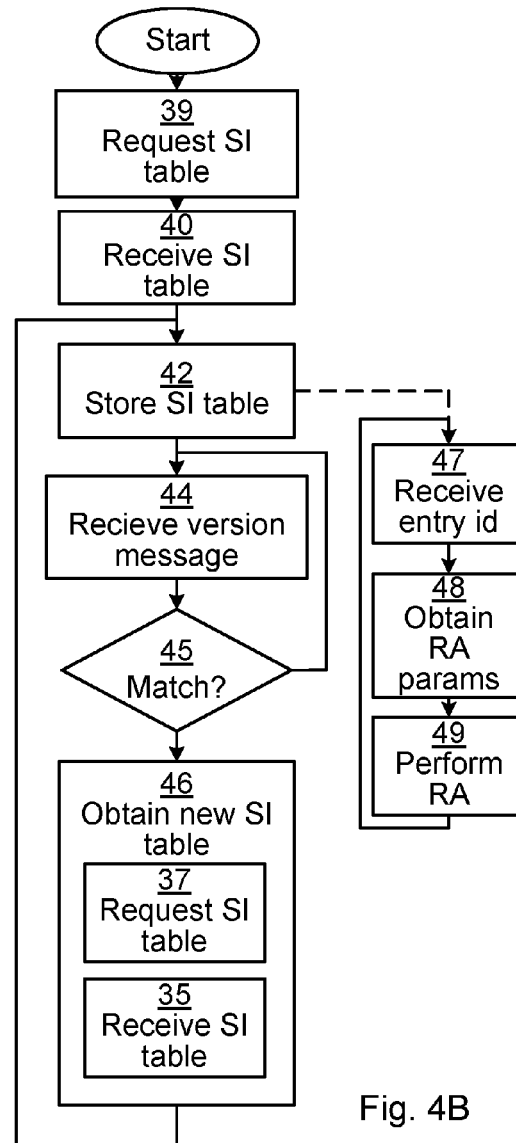 Start
39
Request SI
table
40
Receive SI
table
42
Store SI table
44
Recieve version
message
45
Match?
46
Obtain new SI
table
37
Request SI
table
35
Receive SI
table
47
Receive
entry id
48
Obtain
RA
params
49
Perform
RA
Fig. 4B